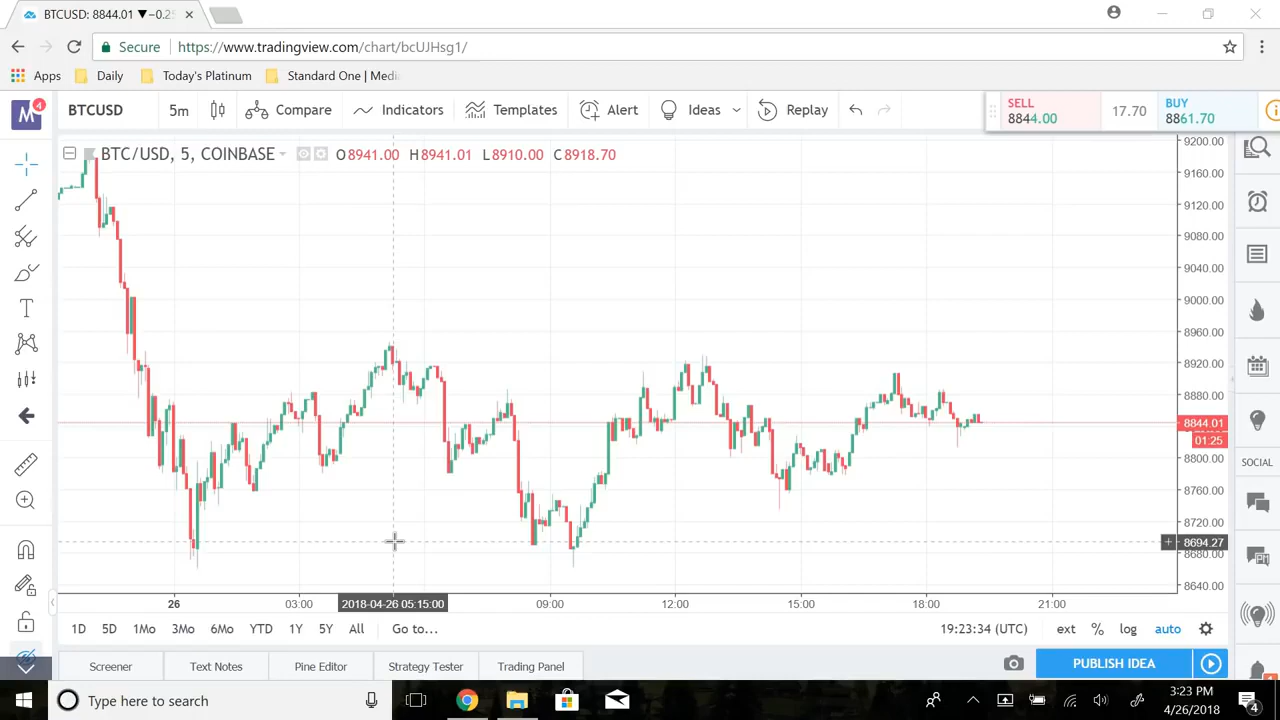 BTCUSD: 8844.01 ▼−0.25
Secure https://www.tradingview.com/chart/bcUJHsg1/
Apps Daily Today's Platinum Standard One | Medi
M 4 BTCUSD 5m Compare Indicators Templates Alert Ideas Replay
SELL 8844.00 17.70 BUY 8861.70
BTC/USD, 5, COINBASE O8941.00 H8941.01 L8910.00 C8918.70
9200.00
9160.00
9120.00
9080.00
9040.00
9000.00
8960.00
8920.00
8880.00
8844.01
01:25
8800.00
8760.00
8720.00
8694.27
8680.00
8640.00
SOCIAL
26 03:00 2018-04-26 05:15:00 09:00 12:00 15:00 18:00 21:00
1D 5D 1Mo 3Mo 6Mo YTD 1Y 5Y All Go to... 19:23:34 (UTC) ext % log auto
Screener Text Notes Pine Editor Strategy Tester Trading Panel PUBLISH IDEA
Type here to search
3:23 PM
4/26/2018
4